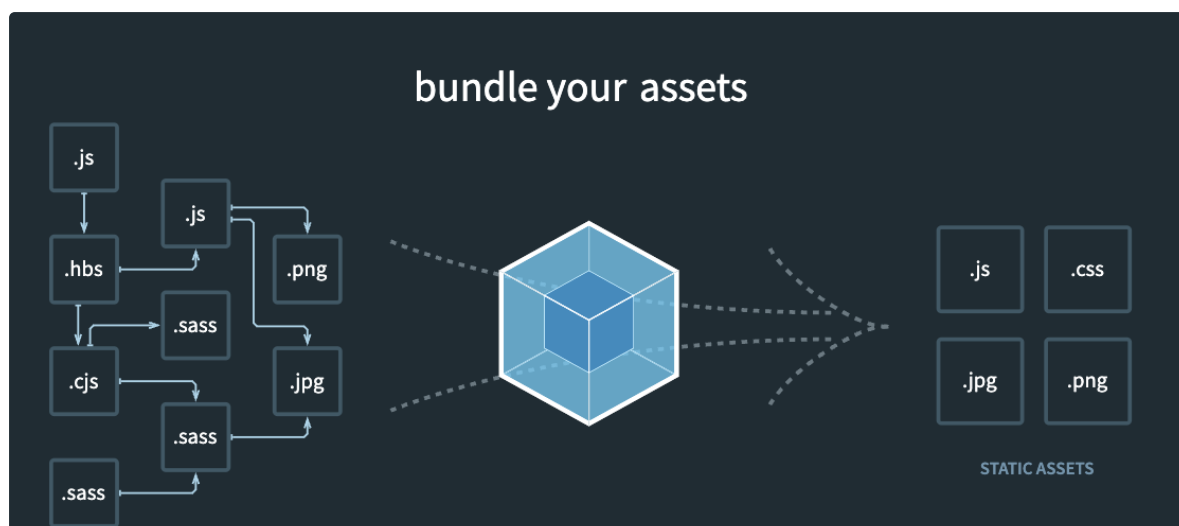 bundle your assets
.js
.js
.hbs
.png
.sass
.cjs
.jpg
.sass
.sass
.js
.css
.jpg
.png
STATIC ASSETS